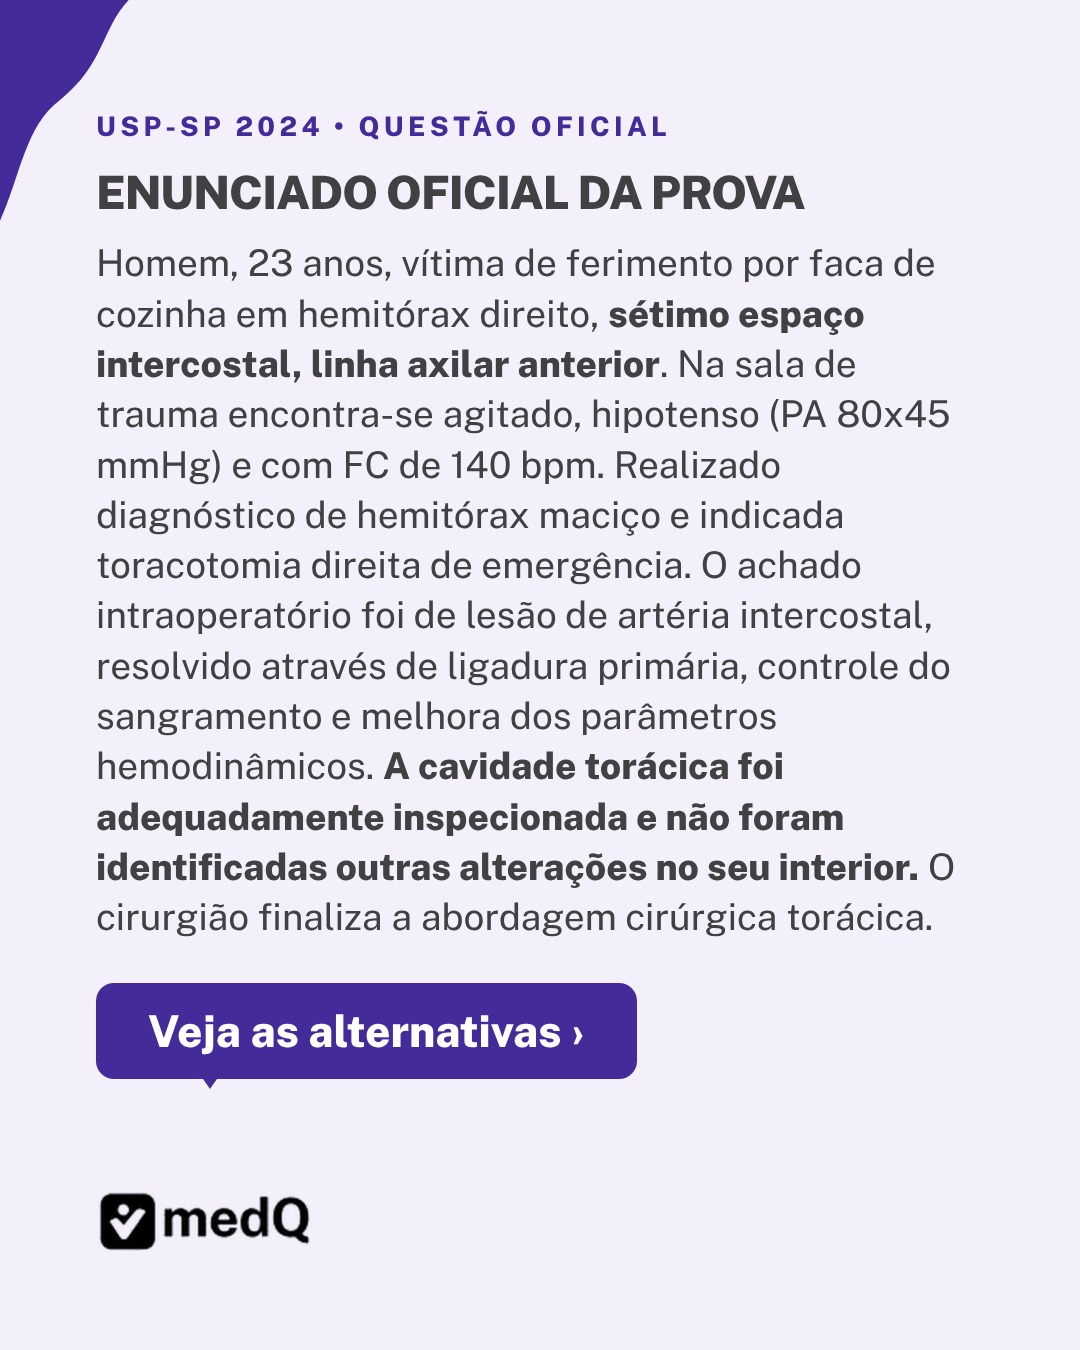 USP-SP 2024 • QUESTÃO OFICIAL
ENUNCIADO OFICIAL DA PROVA
Homem, 23 anos, vítima de ferimento por faca de
cozinha em hemitórax direito, sétimo espaço
intercostal, linha axilar anterior. Na sala de
trauma encontra-se agitado, hipotenso (PA 80x45
mmHg) e com FC de 140 bpm. Realizado
diagnóstico de hemitórax maciço e indicada
toracotomia direita de emergência. O achado
intraoperatório foi de lesão de artéria intercostal,
resolvido através de ligadura primária, controle do
sangramento e melhora dos parâmetros
hemodinâmicos. A cavidade torácica foi
adequadamente inspecionada e não foram
identificadas outras alterações no seu interior. O
cirurgião finaliza a abordagem cirúrgica torácica.
Veja as alternativas ›
medQ